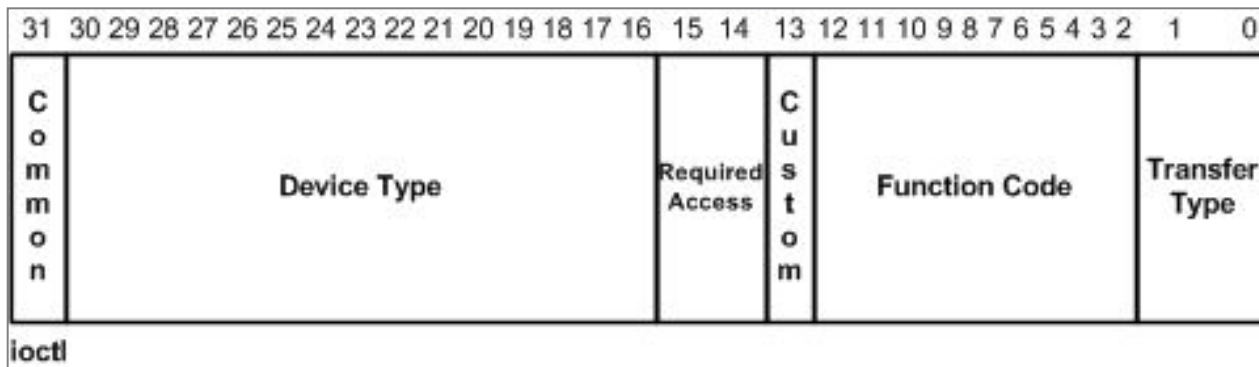 31 30 29 28 27 26 25 24 23 22 21 20 19 18 17 16 15 14 13 12 11 10 9 8 7 6 5 4 3 2 1 0
Common
Device Type
Required
Access
Custom
Function Code
Transfer
Type
ioctl